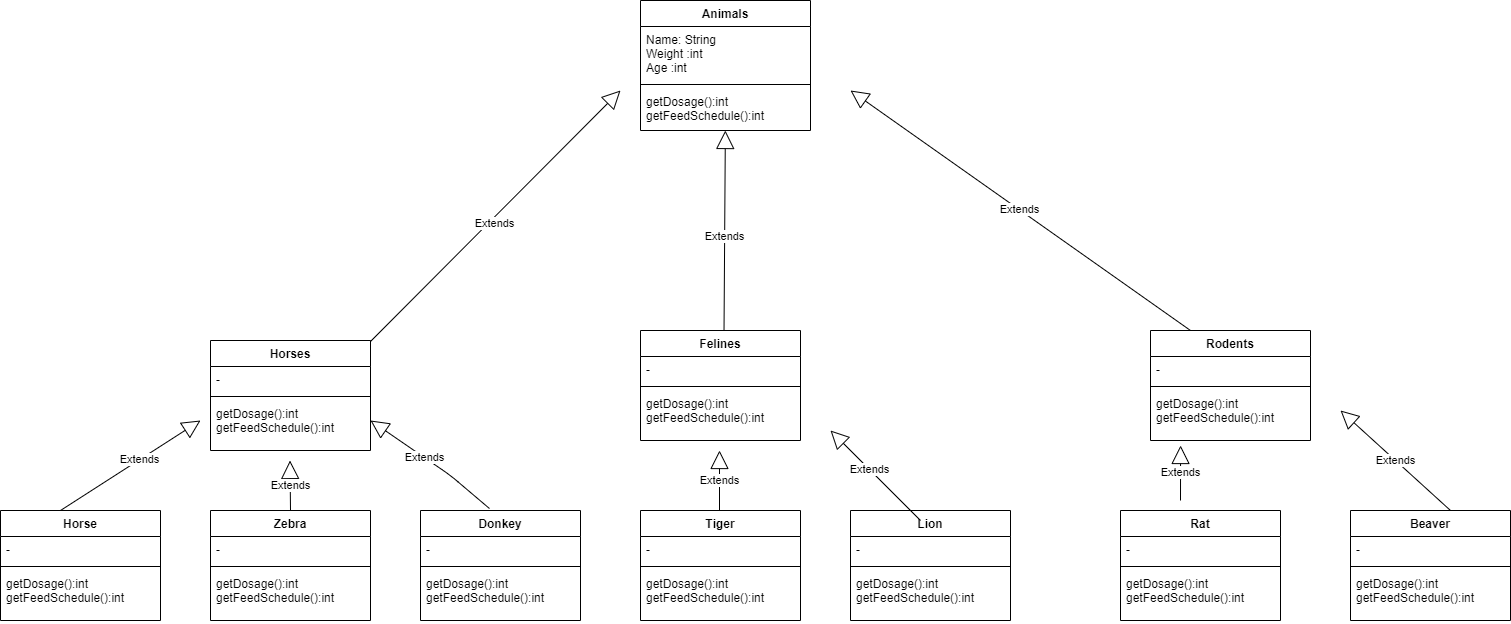 Animals
Name: String
Weight :int
Age :int
getDosage():int
getFeedSchedule():int
Extends
Extends
Extends
Horses
-
getDosage():int
getFeedSchedule():int
Felines
-
getDosage():int
getFeedSchedule():int
Rodents
-
getDosage():int
getFeedSchedule():int
Extends
Extends
Extends
Extends
Extends
Extends
Extends
Horse
-
getDosage():int
getFeedSchedule():int
Zebra
-
getDosage():int
getFeedSchedule():int
Donkey
-
getDosage():int
getFeedSchedule():int
Tiger
-
getDosage():int
getFeedSchedule():int
Lion
-
getDosage():int
getFeedSchedule():int
Rat
-
getDosage():int
getFeedSchedule():int
Beaver
-
getDosage():int
getFeedSchedule():int